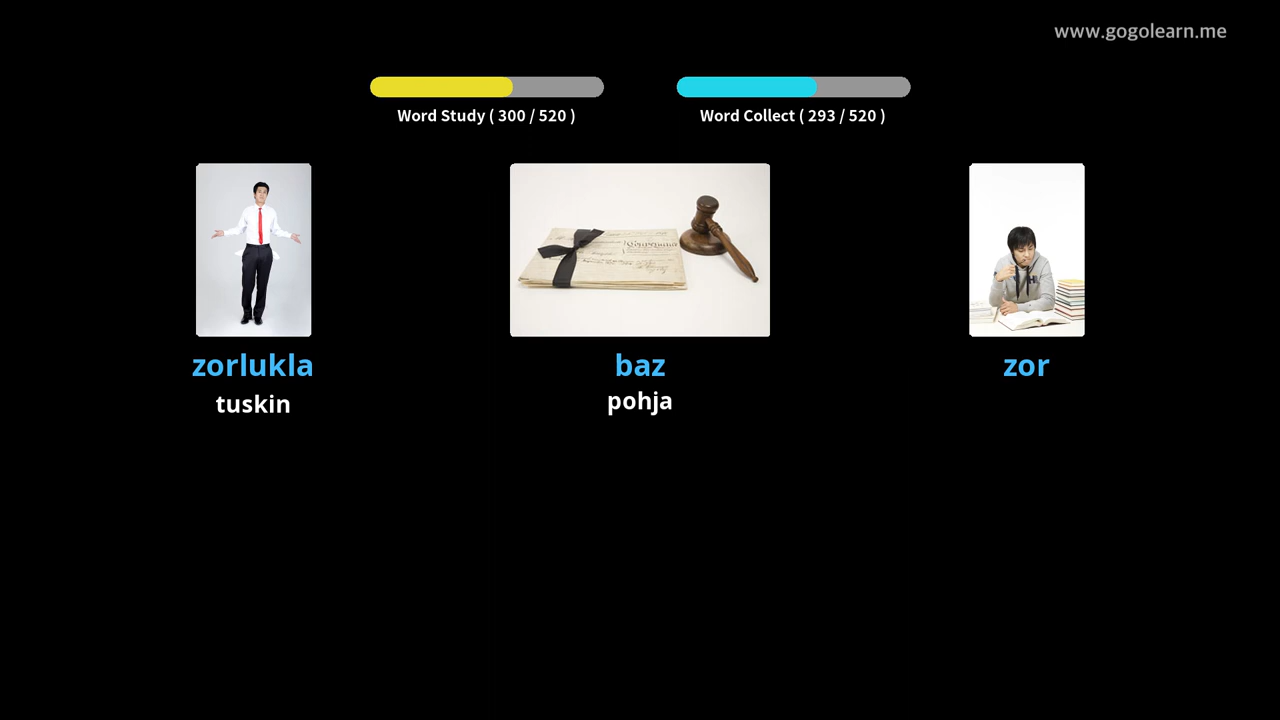 www.gogolearn.me
Word Study ( 300 / 520 )
Word Collect ( 293 / 520 )
zorlukla
tuskin
baz
pohja
zor